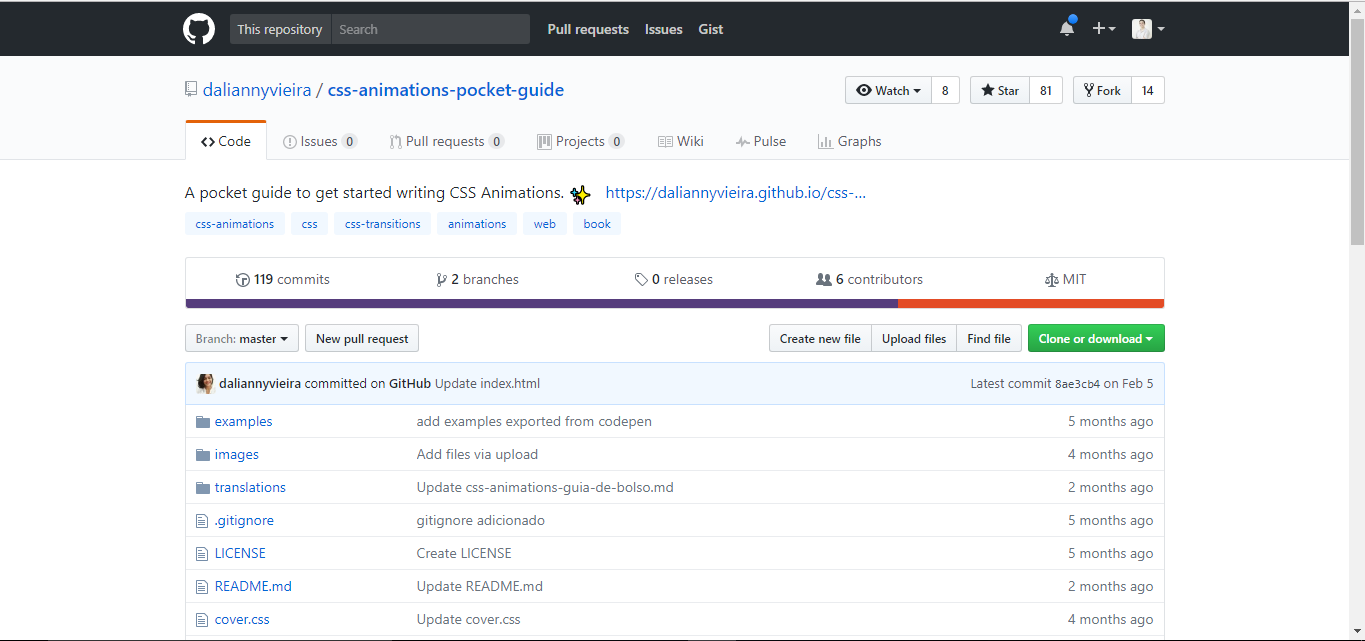 This repository Search Pull requests Issues Gist
daliannyvieira / css-animations-pocket-guide Watch 8 Star 81 Fork 14
Code Issues 0 Pull requests 0 Projects 0 Wiki Pulse Graphs
A pocket guide to get started writing CSS Animations. https://daliannyvieira.github.io/css-...
css-animations css css-transitions animations web book
119 commits 2 branches 0 releases 6 contributors MIT
Branch: master New pull request Create new file Upload files Find file Clone or download
daliannyvieira committed on GitHub Update index.html Latest commit 8ae3cb4 on Feb 5
examples add examples exported from codepen 5 months ago
images Add files via upload 4 months ago
translations Update css-animations-guia-de-bolso.md 2 months ago
.gitignore gitignore adicionado 5 months ago
LICENSE Create LICENSE 5 months ago
README.md Update README.md 2 months ago
cover.css Update cover.css 4 months ago